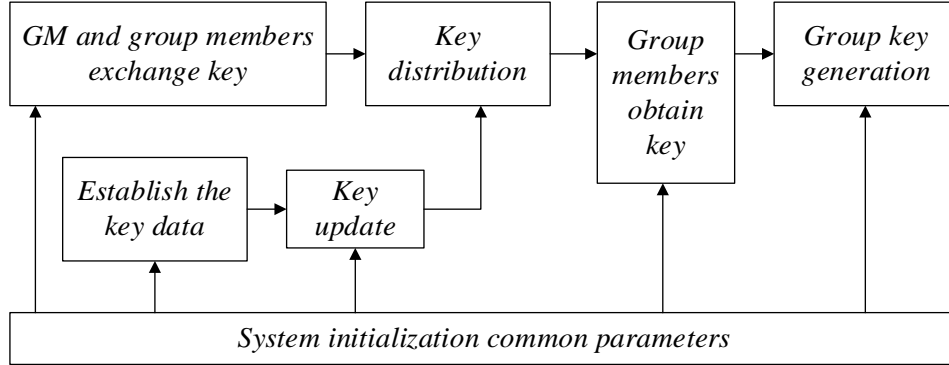 GM and group members
exchange key
Key
distribution
Group
members
obtain
key
Group key
generation
Establish the
key data
Key
update
System initialization common parameters